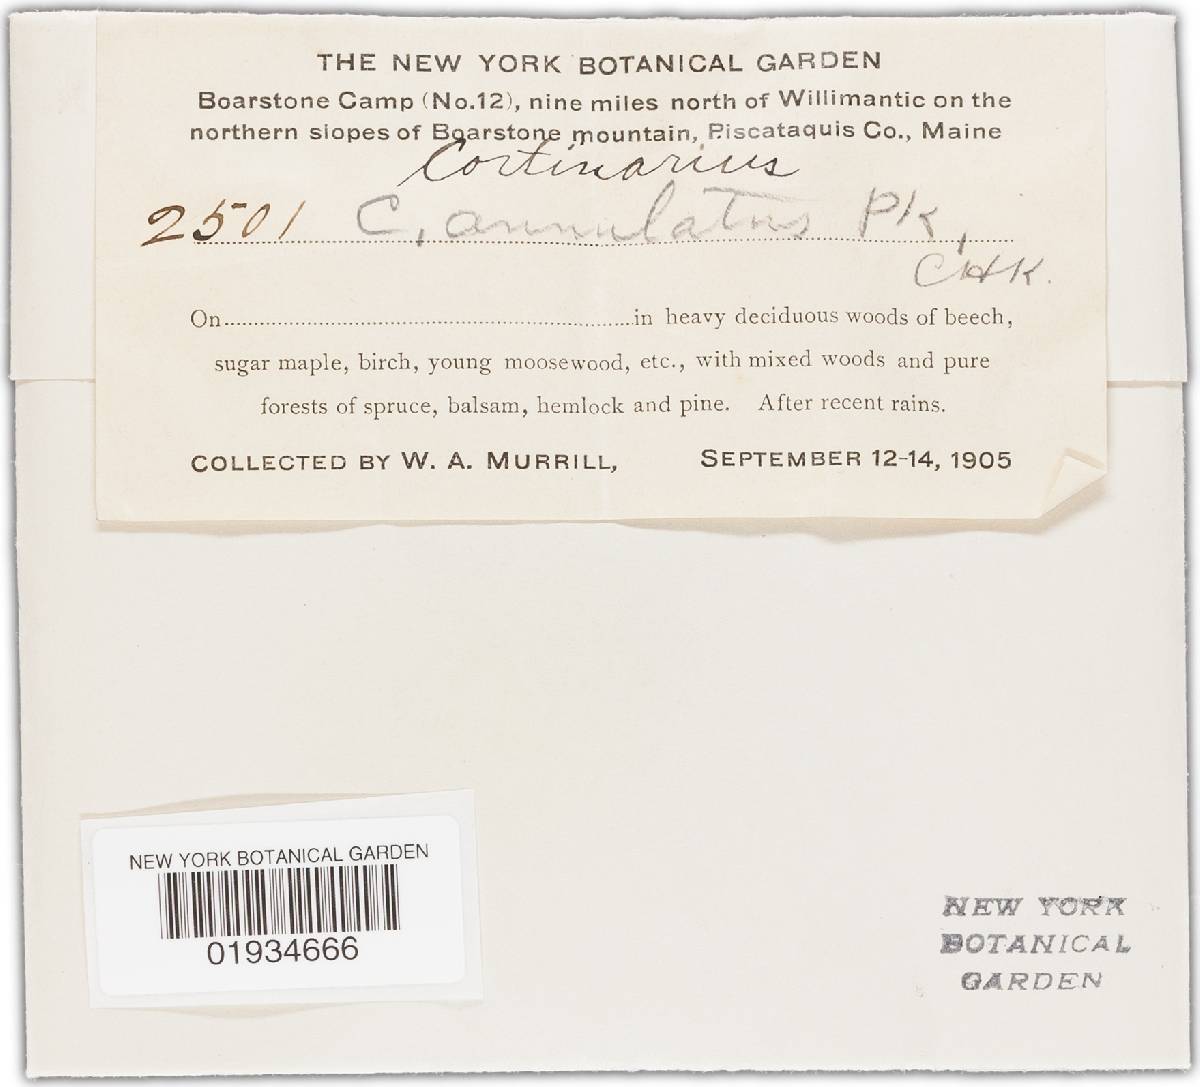 THE NEW YORK BOTANICAL GARDEN
Boarstone Camp (No.12), nine miles north of Willimantic on the
northern slopes of Boarstone mountain, Piscataquis Co., Maine
Cortinarius
2501 C. annulatus Pk.
CHK.
On in heavy deciduous woods of beech,
sugar maple, birch, young moosewood, etc., with mixed woods and pure
forests of spruce, balsam, hemlock and pine. After recent rains.
COLLECTED BY W. A. MURRILL, SEPTEMBER 12-14, 1905
NEW YORK BOTANICAL GARDEN
01934666
NEW YORK
BOTANICAL
GARDEN